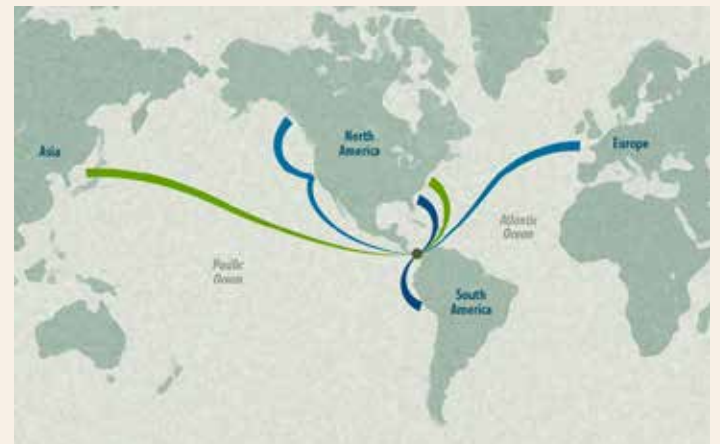 Asia
North
America
Europe
Atlantic
Ocean
Pacific
Ocean
South
America